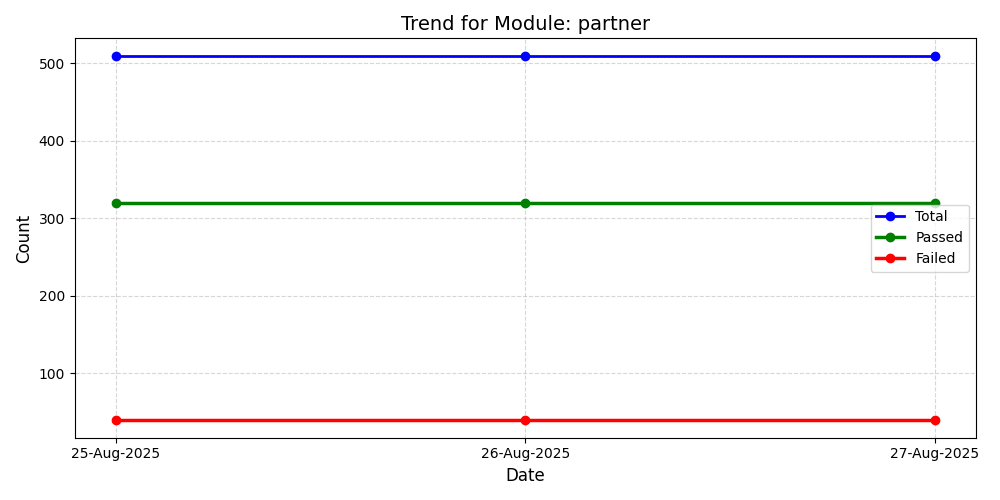 Trend for Module: partner
Count
500
400
300
200
100
Total
Passed
Failed
25-Aug-2025
26-Aug-2025
27-Aug-2025
Date